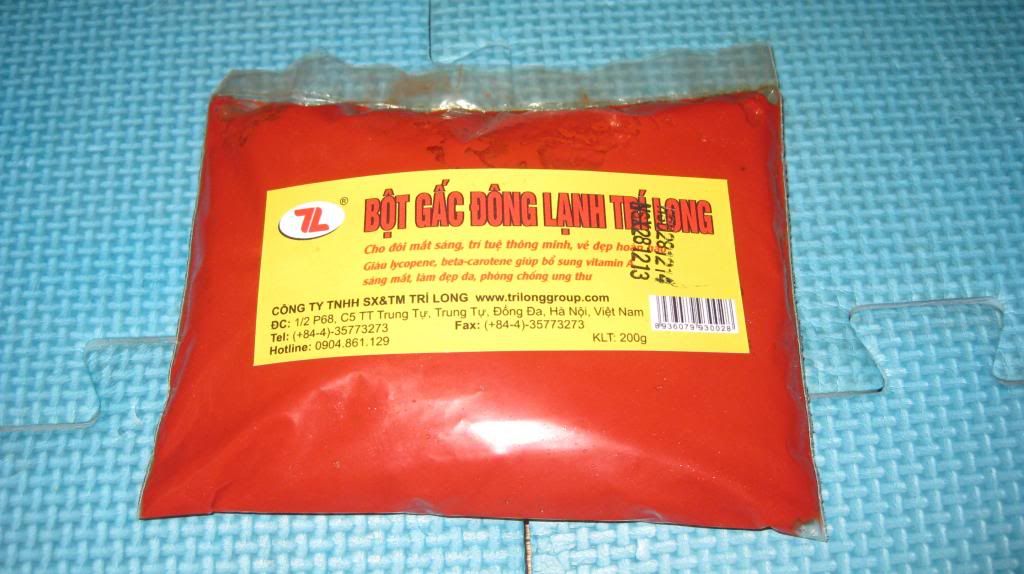 TL ®
BỘT GẤC ĐÔNG LẠNH TRÍ LONG
Cho đôi mắt sáng, trí tuệ thông minh, vẻ đẹp hoàn
Giàu lycopene, beta-carotene giúp bổ sung vitamin A
sáng mắt, làm đẹp da, phòng chống ung thư
NSX281213
281214
CÔNG TY TNHH SX&TM TRÍ LONG www.trilonggroup.com
ĐC: 1/2 P68, C5 TT Trung Tự, Trung Tự, Đống Đa, Hà Nội, Việt Nam
Tel: (+84-4)-35773273 Fax: (+84-4)-35773273
Hotline: 0904.861.129 KLT: 200g
8936079930028